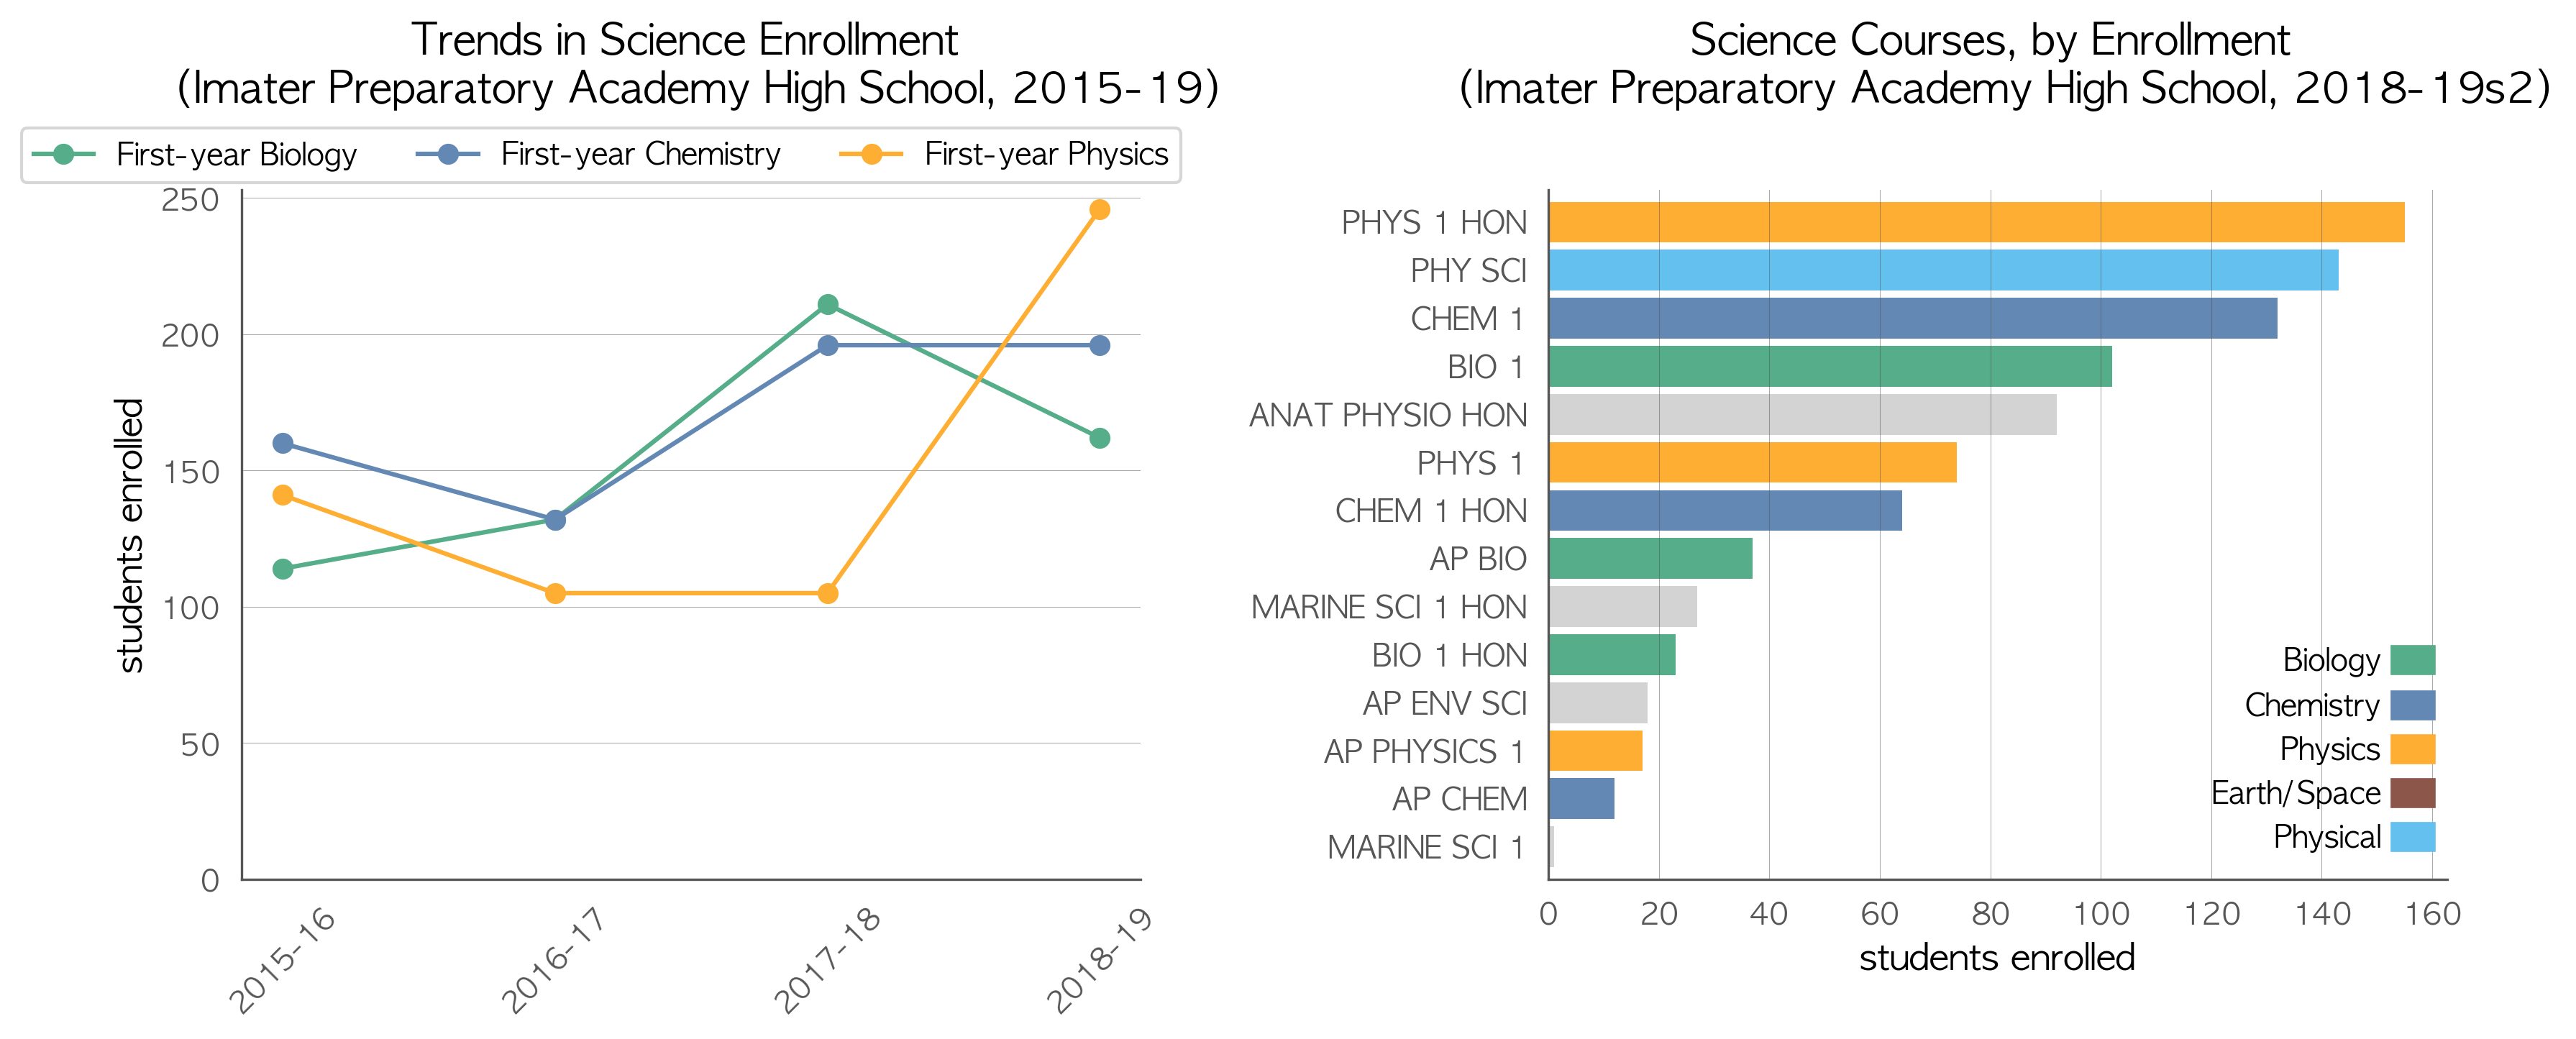 Trends in Science Enrollment
(Imater Preparatory Academy High School, 2015-19)
First-year Biology
First-year Chemistry
First-year Physics
250
200
150
100
50
0
students enrolled
2015-16
2016-17
2017-18
2018-19
Science Courses, by Enrollment
(Imater Preparatory Academy High School, 2018-19s2)
PHYS 1 HON
PHY SCI
CHEM 1
BIO 1
ANAT PHYSIO HON
PHYS 1
CHEM 1 HON
AP BIO
MARINE SCI 1 HON
BIO 1 HON
AP ENV SCI
AP PHYSICS 1
AP CHEM
MARINE SCI 1
Biology
Chemistry
Physics
Earth/Space
Physical
0 20 40 60 80 100 120 140 160
students enrolled